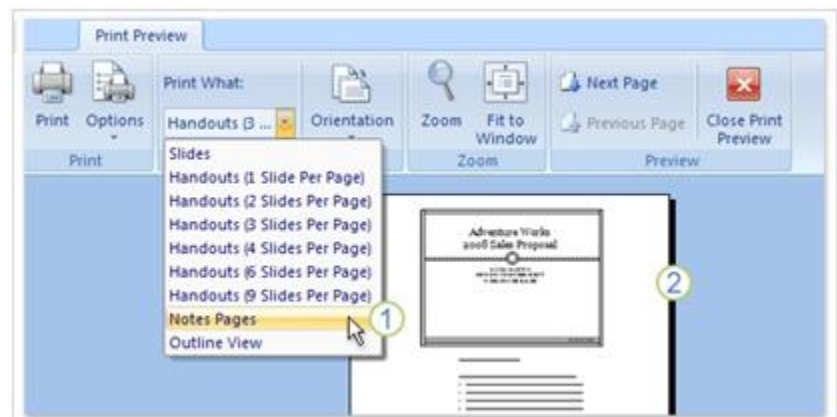 Print Preview
Print What:
Handouts (3 ...
Print
Options
Orientation
Zoom
Fit to
Window
Next Page
Previous Page
Close Print
Preview
Print
Zoom
Preview
Slides
Handouts (1 Slide Per Page)
Handouts (2 Slides Per Page)
Handouts (3 Slides Per Page)
Handouts (4 Slides Per Page)
Handouts (6 Slides Per Page)
Handouts (9 Slides Per Page)
Notes Pages
Outline View
1
Adventure Works
2008 Sales Proposal
2